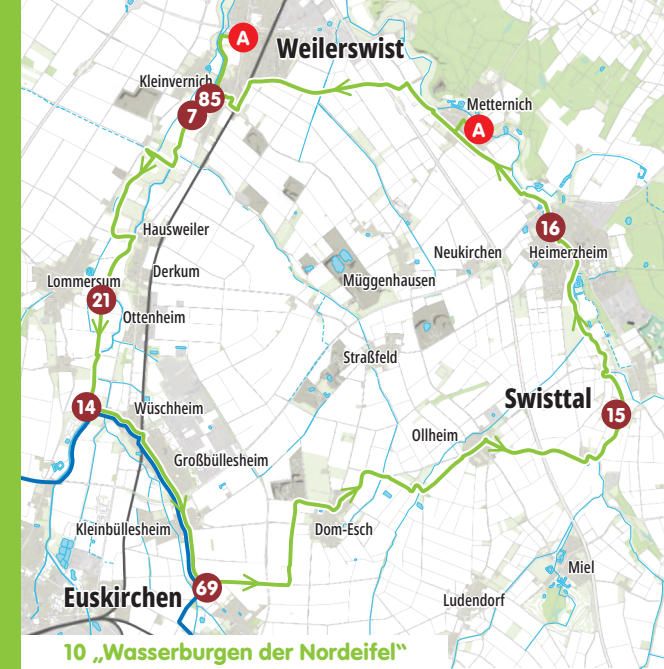 A
Weilerswist
Kleinvernich
85
7
Metternich
A
16
Heimerzheim
Hausweiler
Neukirchen
Derkum
Lommersum
21
Müggenhausen
Ottenheim
Straßfeld
Swisttal
14
Wüschheim
15
Ollheim
Großbüllesheim
Kleinbüllesheim
Dom-Esch
Miel
69
Euskirchen
Ludendorf
10 „Wasserburgen der Nordeifel“